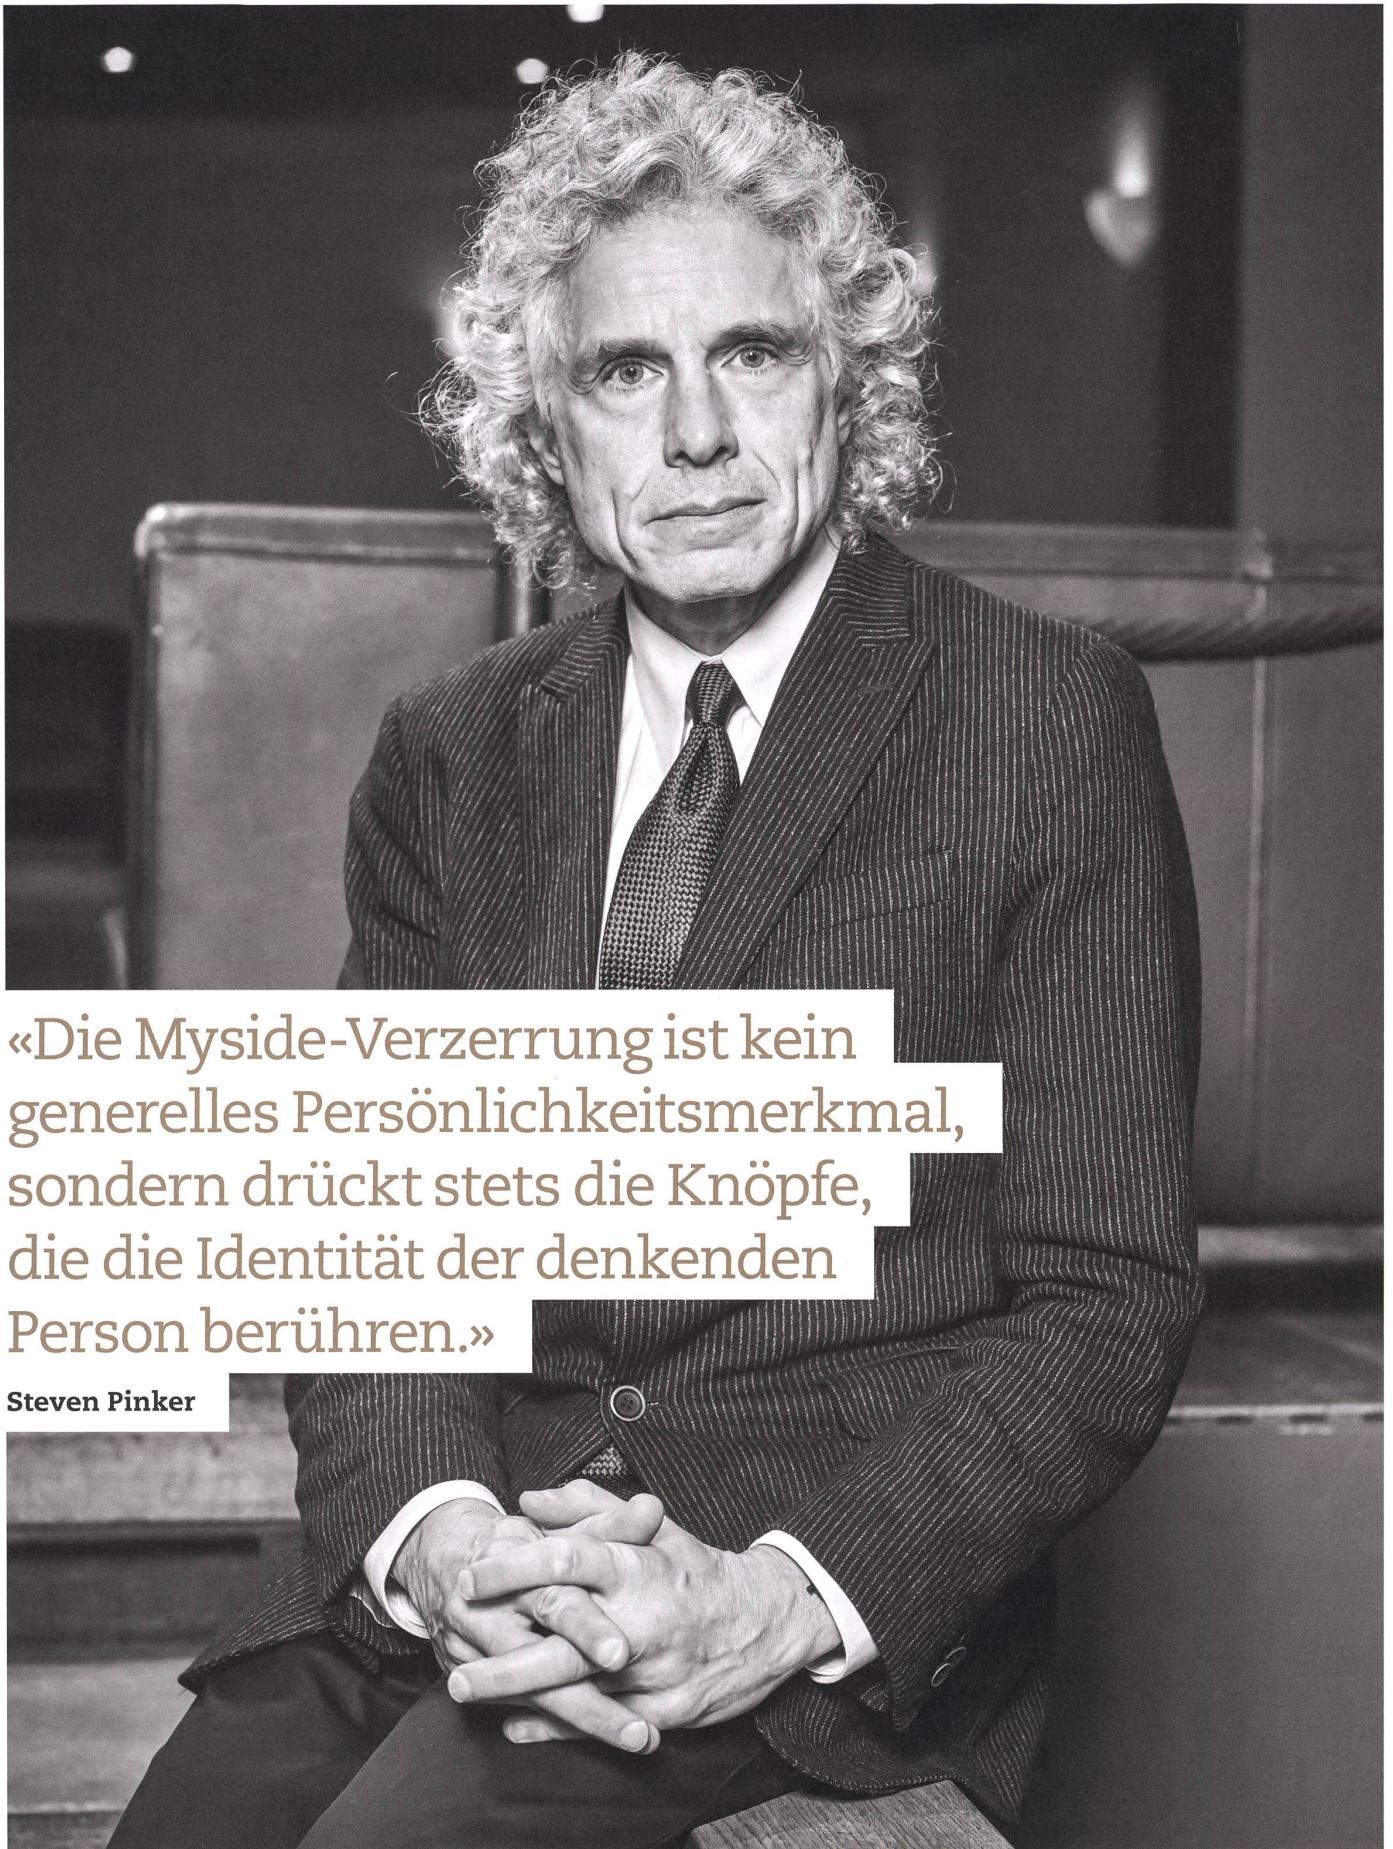 «Die Myside-Verzerrung ist kein
generelles Persönlichkeitsmerkmal,
sondern drückt stets die Knöpfe,
die die Identität der denkenden
Person berühren.»
Steven Pinker